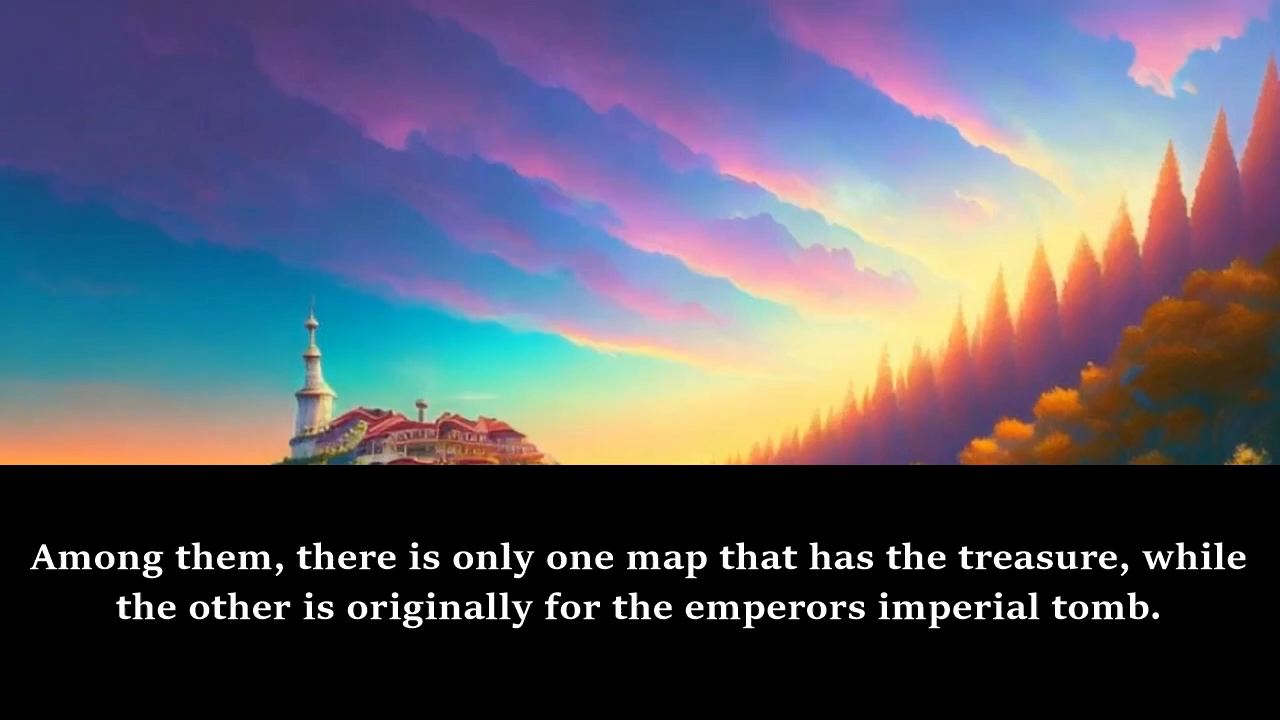 Among them, there is only one map that has the treasure, while
the other is originally for the emperors imperial tomb.